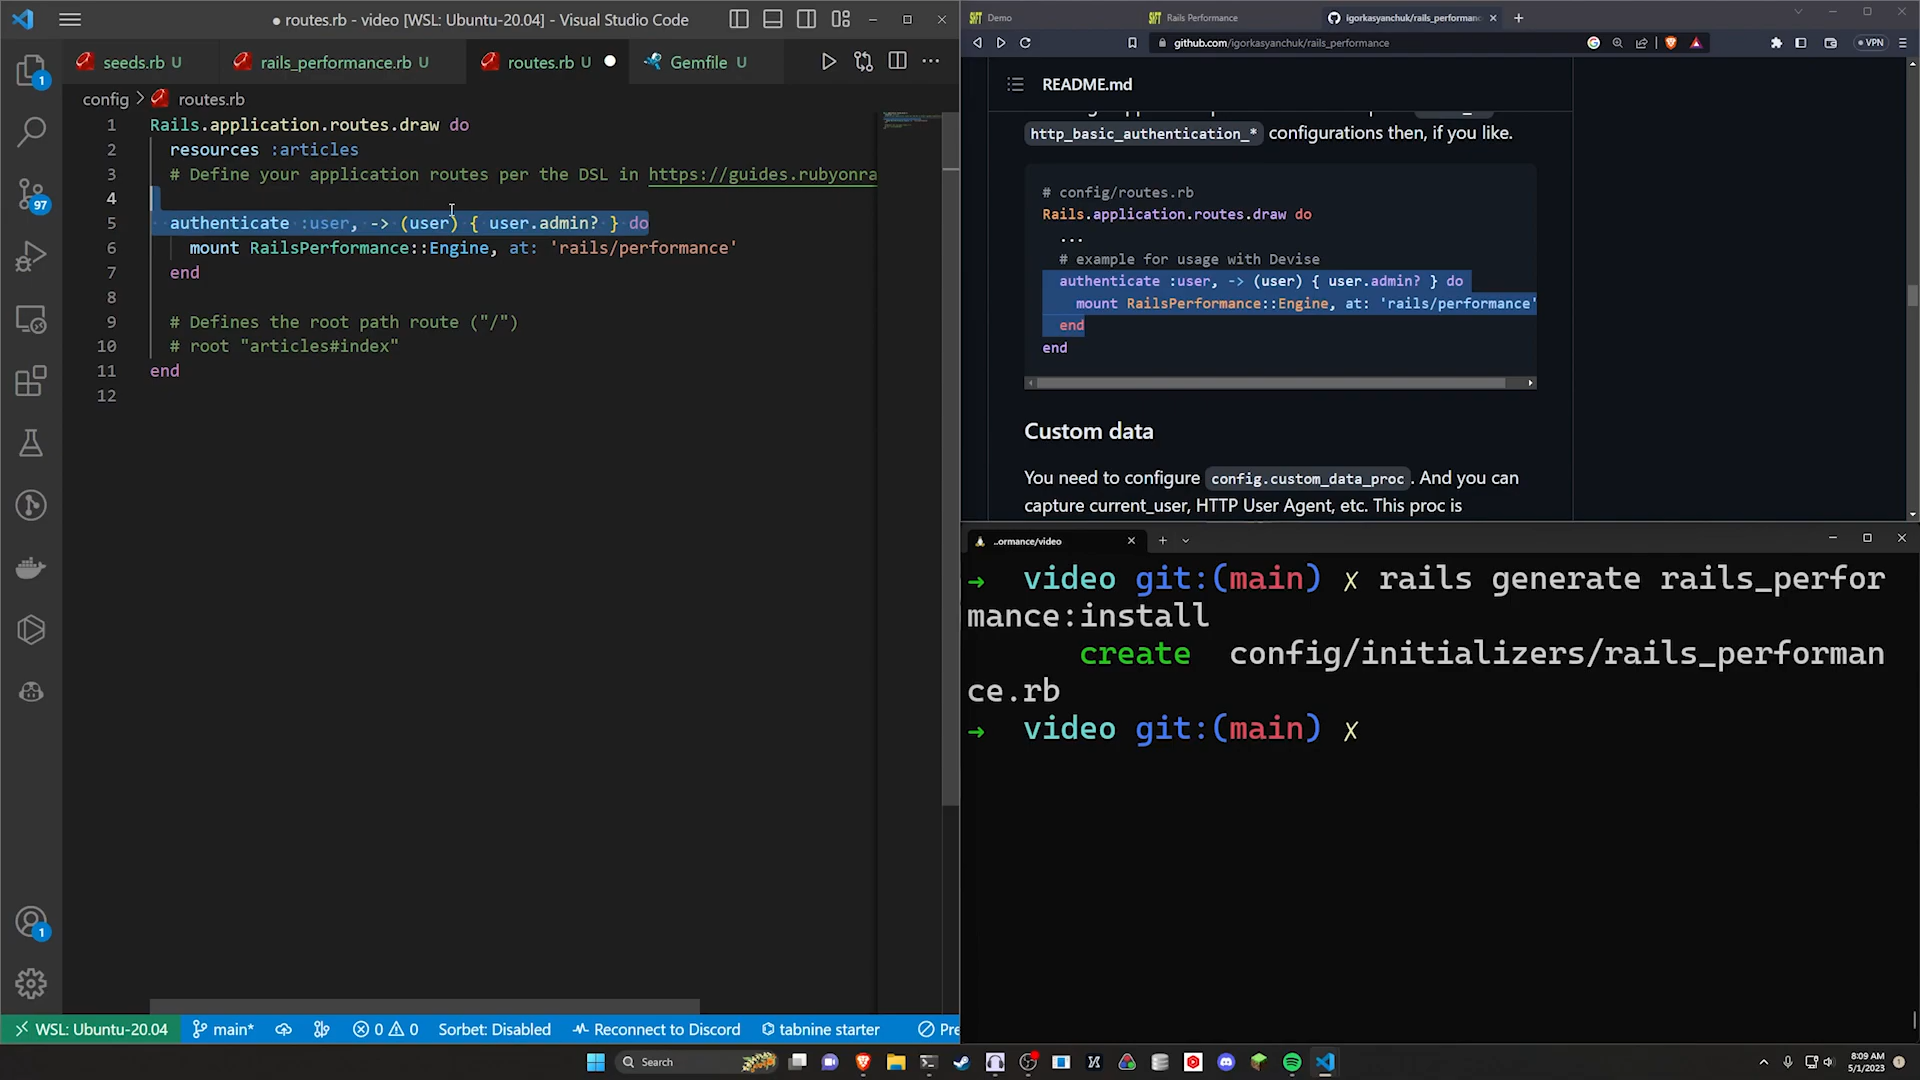 routes.rb - video [WSL: Ubuntu-20.04] - Visual Studio Code
seeds.rb U
rails_performance.rb U
routes.rb U
Gemfile U
config > routes.rb
1 Rails.application.routes.draw do
2 resources :articles
3 # Define your application routes per the DSL in https://guides.rubyonra
4
5 authenticate :user, -> (user) { user.admin? } do
6 mount RailsPerformance::Engine, at: 'rails/performance'
7 end
8
9 # Defines the root path route ("/")
10 # root "articles#index"
11 end
12
1
97
1
WSL: Ubuntu-20.04
main*
0 0
Sorbet: Disabled
Reconnect to Discord
tabnine starter
Pre
Demo
Rails Performance
igorkasyanchuk/rails_performanc
github.com/igorkasyanchuk/rails_performance
VPN
README.md
http_basic_authentication_* configurations then, if you like.
# config/routes.rb
Rails.application.routes.draw do
...
# example for usage with Devise
authenticate :user, -> (user) { user.admin? } do
mount RailsPerformance::Engine, at: 'rails/performance'
end
end
Custom data
You need to configure config.custom_data_proc . And you can
capture current_user, HTTP User Agent, etc. This proc is
..ormance/video
→ video git:(main) ✗ rails generate rails_perfor
mance:install
create config/initializers/rails_performan
ce.rb
→ video git:(main) ✗
Search
8:09 AM
5/1/2023